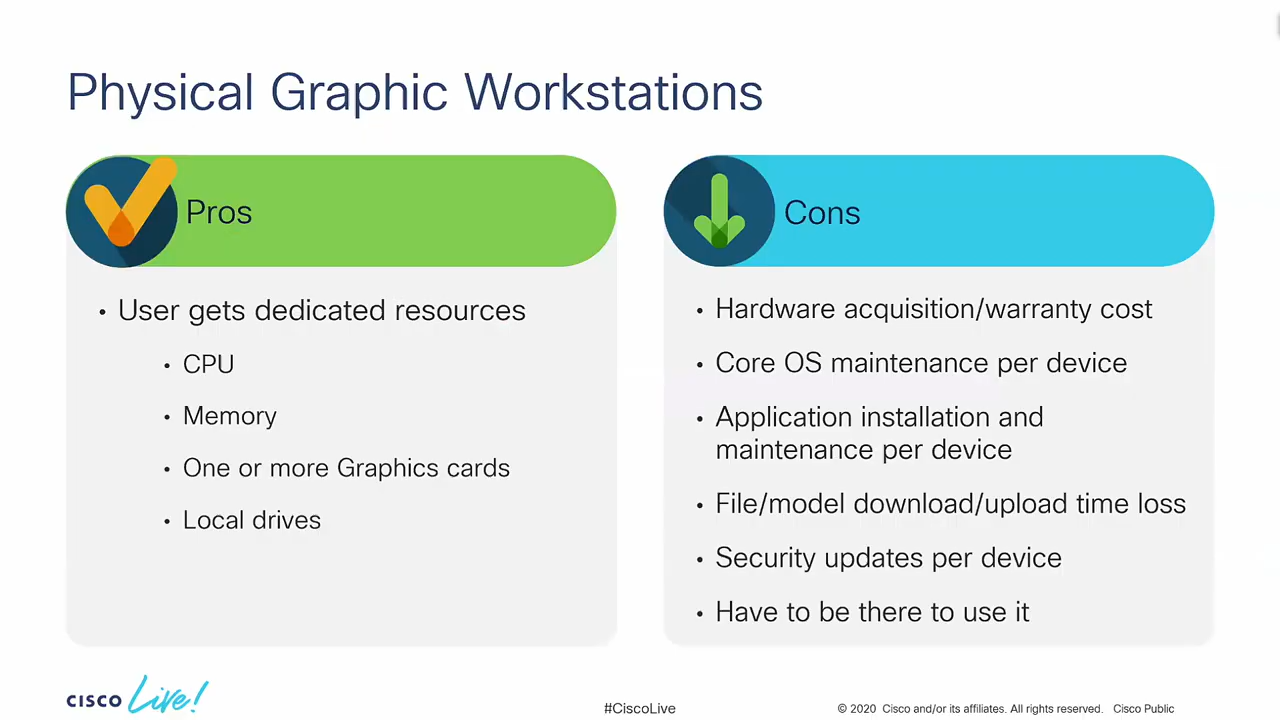 Physical Graphic Workstations
Pros
• User gets dedicated resources
• CPU
• Memory
• One or more Graphics cards
• Local drives
Cons
• Hardware acquisition/warranty cost
• Core OS maintenance per device
• Application installation and
maintenance per device
• File/model download/upload time loss
• Security updates per device
• Have to be there to use it
CISCO Live!
#CiscoLive
© 2020 Cisco and/or its affiliates. All rights reserved. Cisco Public